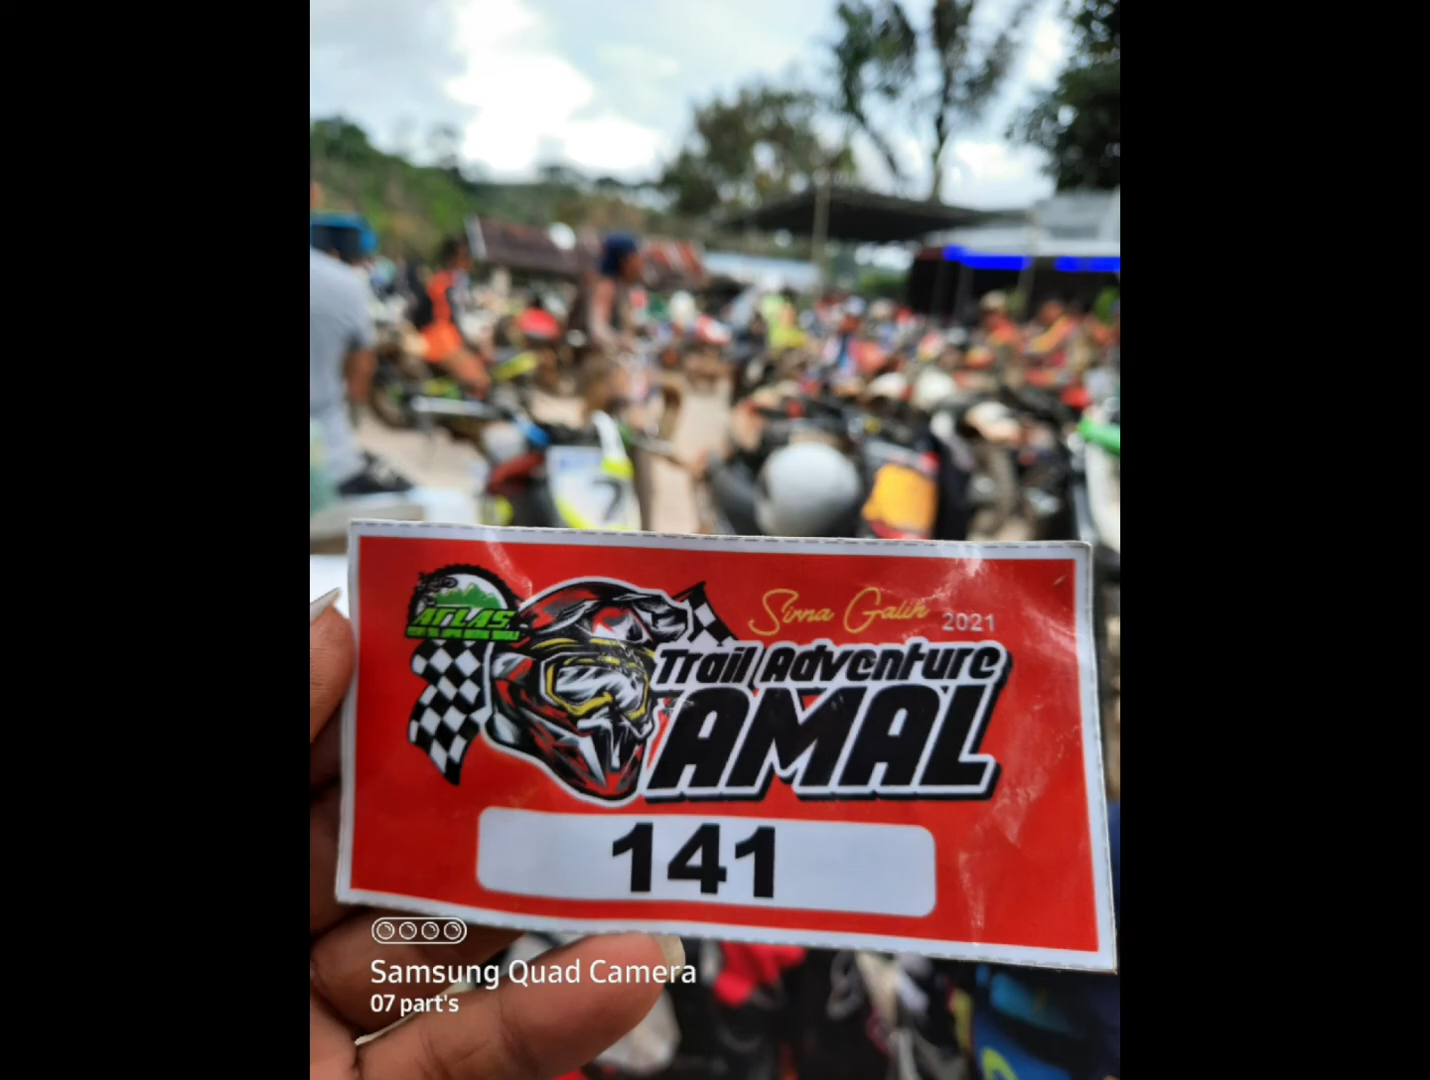 ATLAS
Sirna Galih 2021
Trail Adventure
AMAL
141
Samsung Quad Camera
07 part's